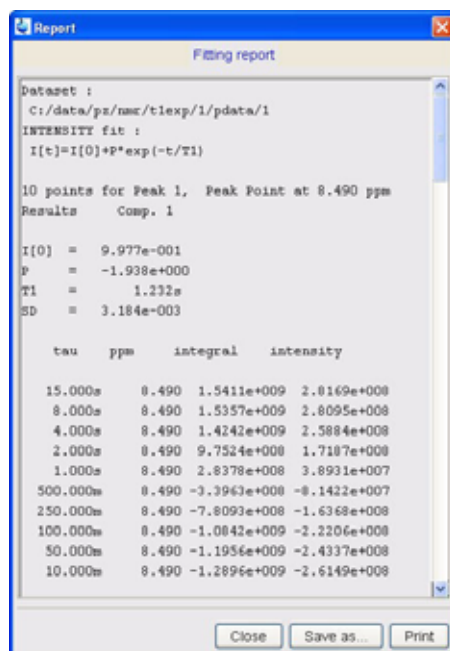 Report
Fitting report
Dataset :
C:/data/pz/nmr/t1exp/1/pdata/1
INTENSITY fit :
I[t]=I[0]+P*exp(-t/T1)
10 points for Peak 1, Peak Point at 8.490 ppm
Results Comp. 1
I[0] = 9.977e-001
P = -1.938e+000
T1 = 1.232s
SD = 3.184e-003
tau ppm integral intensity
15.000s 8.490 1.5411e+009 2.8169e+008
8.000s 8.490 1.5357e+009 2.8095e+008
4.000s 8.490 1.4242e+009 2.5884e+008
2.000s 8.490 9.7524e+008 1.7187e+008
1.000s 8.490 2.8378e+008 3.8931e+007
500.000m 8.490 -3.3963e+008 -8.1422e+007
250.000m 8.490 -7.8093e+008 -1.6368e+008
100.000m 8.490 -1.0842e+009 -2.2206e+008
50.000m 8.490 -1.1956e+009 -2.4337e+008
10.000m 8.490 -1.2896e+009 -2.6149e+008
Close Save as... Print